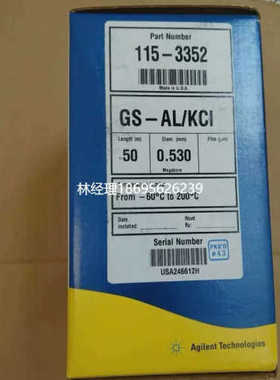 Part Number
115-3352
Made in U.S.A.
GS-AL/KCl
Length (m)
Diam. (mm)
Film (µm)
50
0.530
Megabore
林经理18695626239
From -60°C to 200°C
Date
installed:
Serial Number
USA246612H
Agilent Technologies